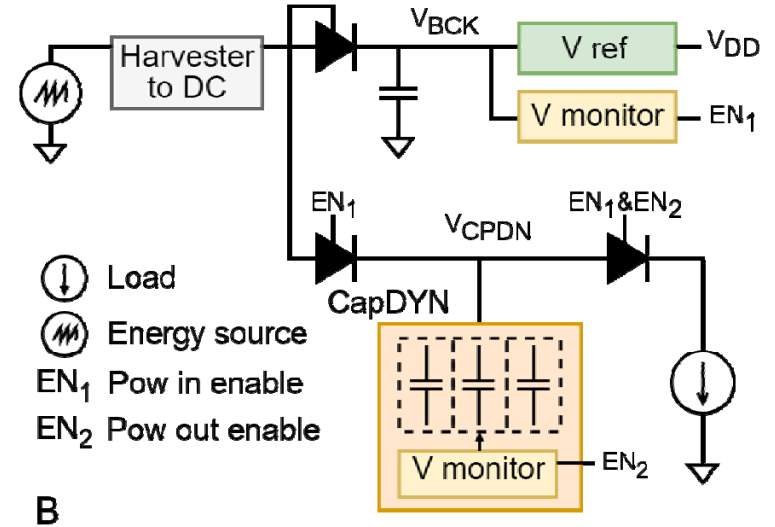 V_BCK
Harvester
to DC
V ref
V_DD
V monitor
EN_1
EN_1
V_CPDN
EN_1&EN_2
CapDYN
Load
Energy source
EN_1 Pow in enable
EN_2 Pow out enable
V monitor
EN_2
B